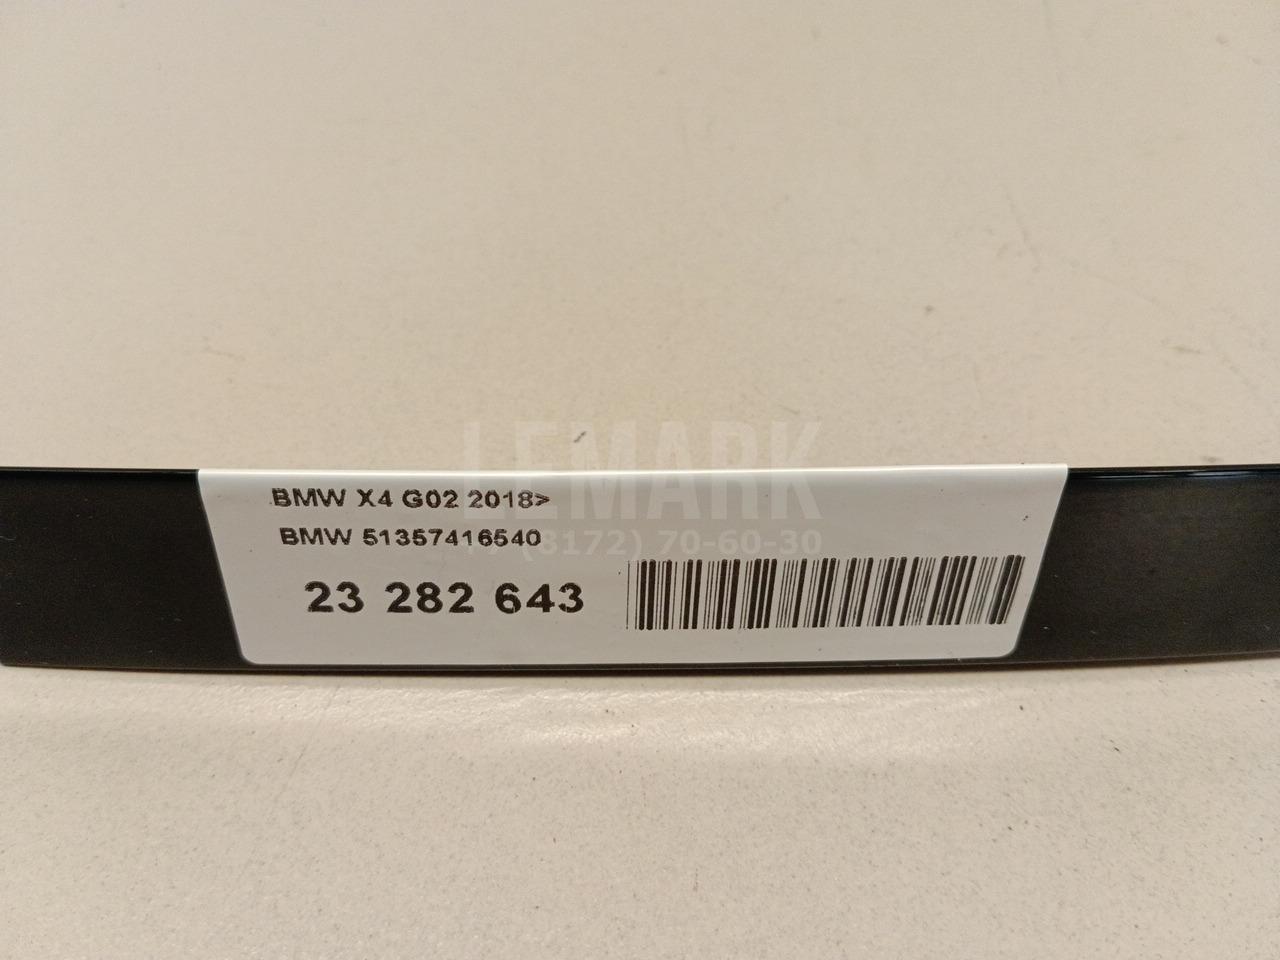 LEMARK
BMW X4 G02 2018>
BMW 51357416540
(8172) 70-60-30
23 282 643